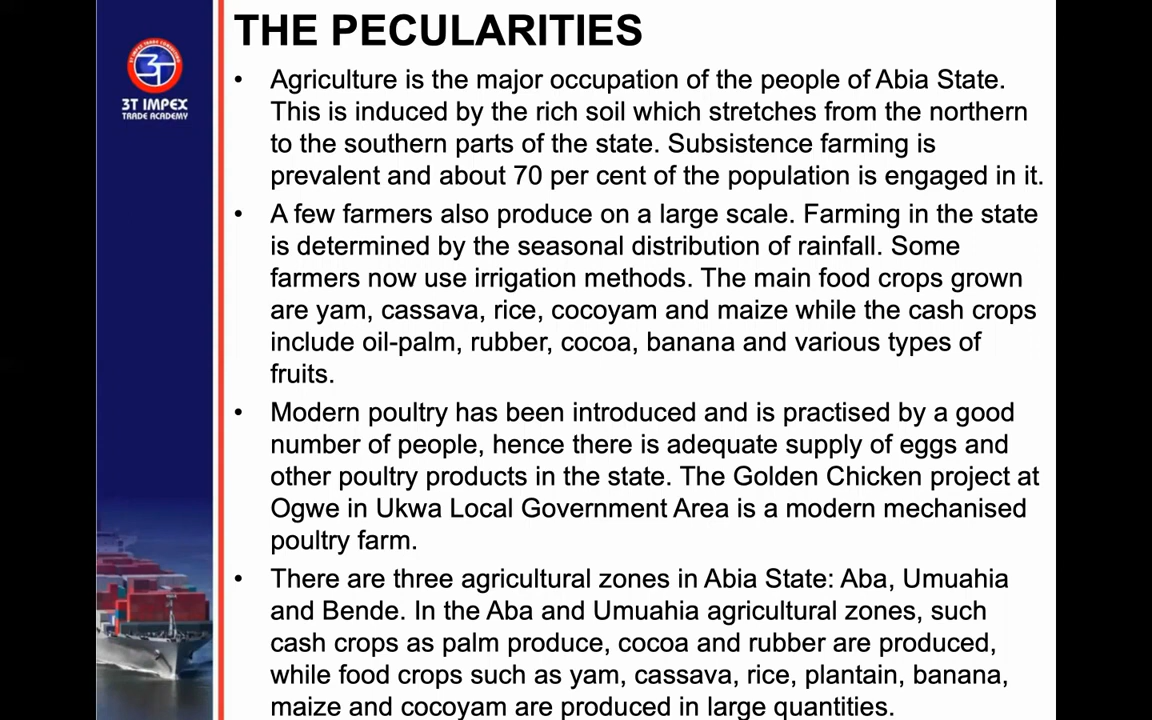 THE PECULARITIES
3T IMPEX
TRADE ACADEMY
• Agriculture is the major occupation of the people of Abia State.
This is induced by the rich soil which stretches from the northern
to the southern parts of the state. Subsistence farming is
prevalent and about 70 per cent of the population is engaged in it.
• A few farmers also produce on a large scale. Farming in the state
is determined by the seasonal distribution of rainfall. Some
farmers now use irrigation methods. The main food crops grown
are yam, cassava, rice, cocoyam and maize while the cash crops
include oil-palm, rubber, cocoa, banana and various types of
fruits.
• Modern poultry has been introduced and is practised by a good
number of people, hence there is adequate supply of eggs and
other poultry products in the state. The Golden Chicken project at
Ogwe in Ukwa Local Government Area is a modern mechanised
poultry farm.
• There are three agricultural zones in Abia State: Aba, Umuahia
and Bende. In the Aba and Umuahia agricultural zones, such
cash crops as palm produce, cocoa and rubber are produced,
while food crops such as yam, cassava, rice, plantain, banana,
maize and cocoyam are produced in large quantities.